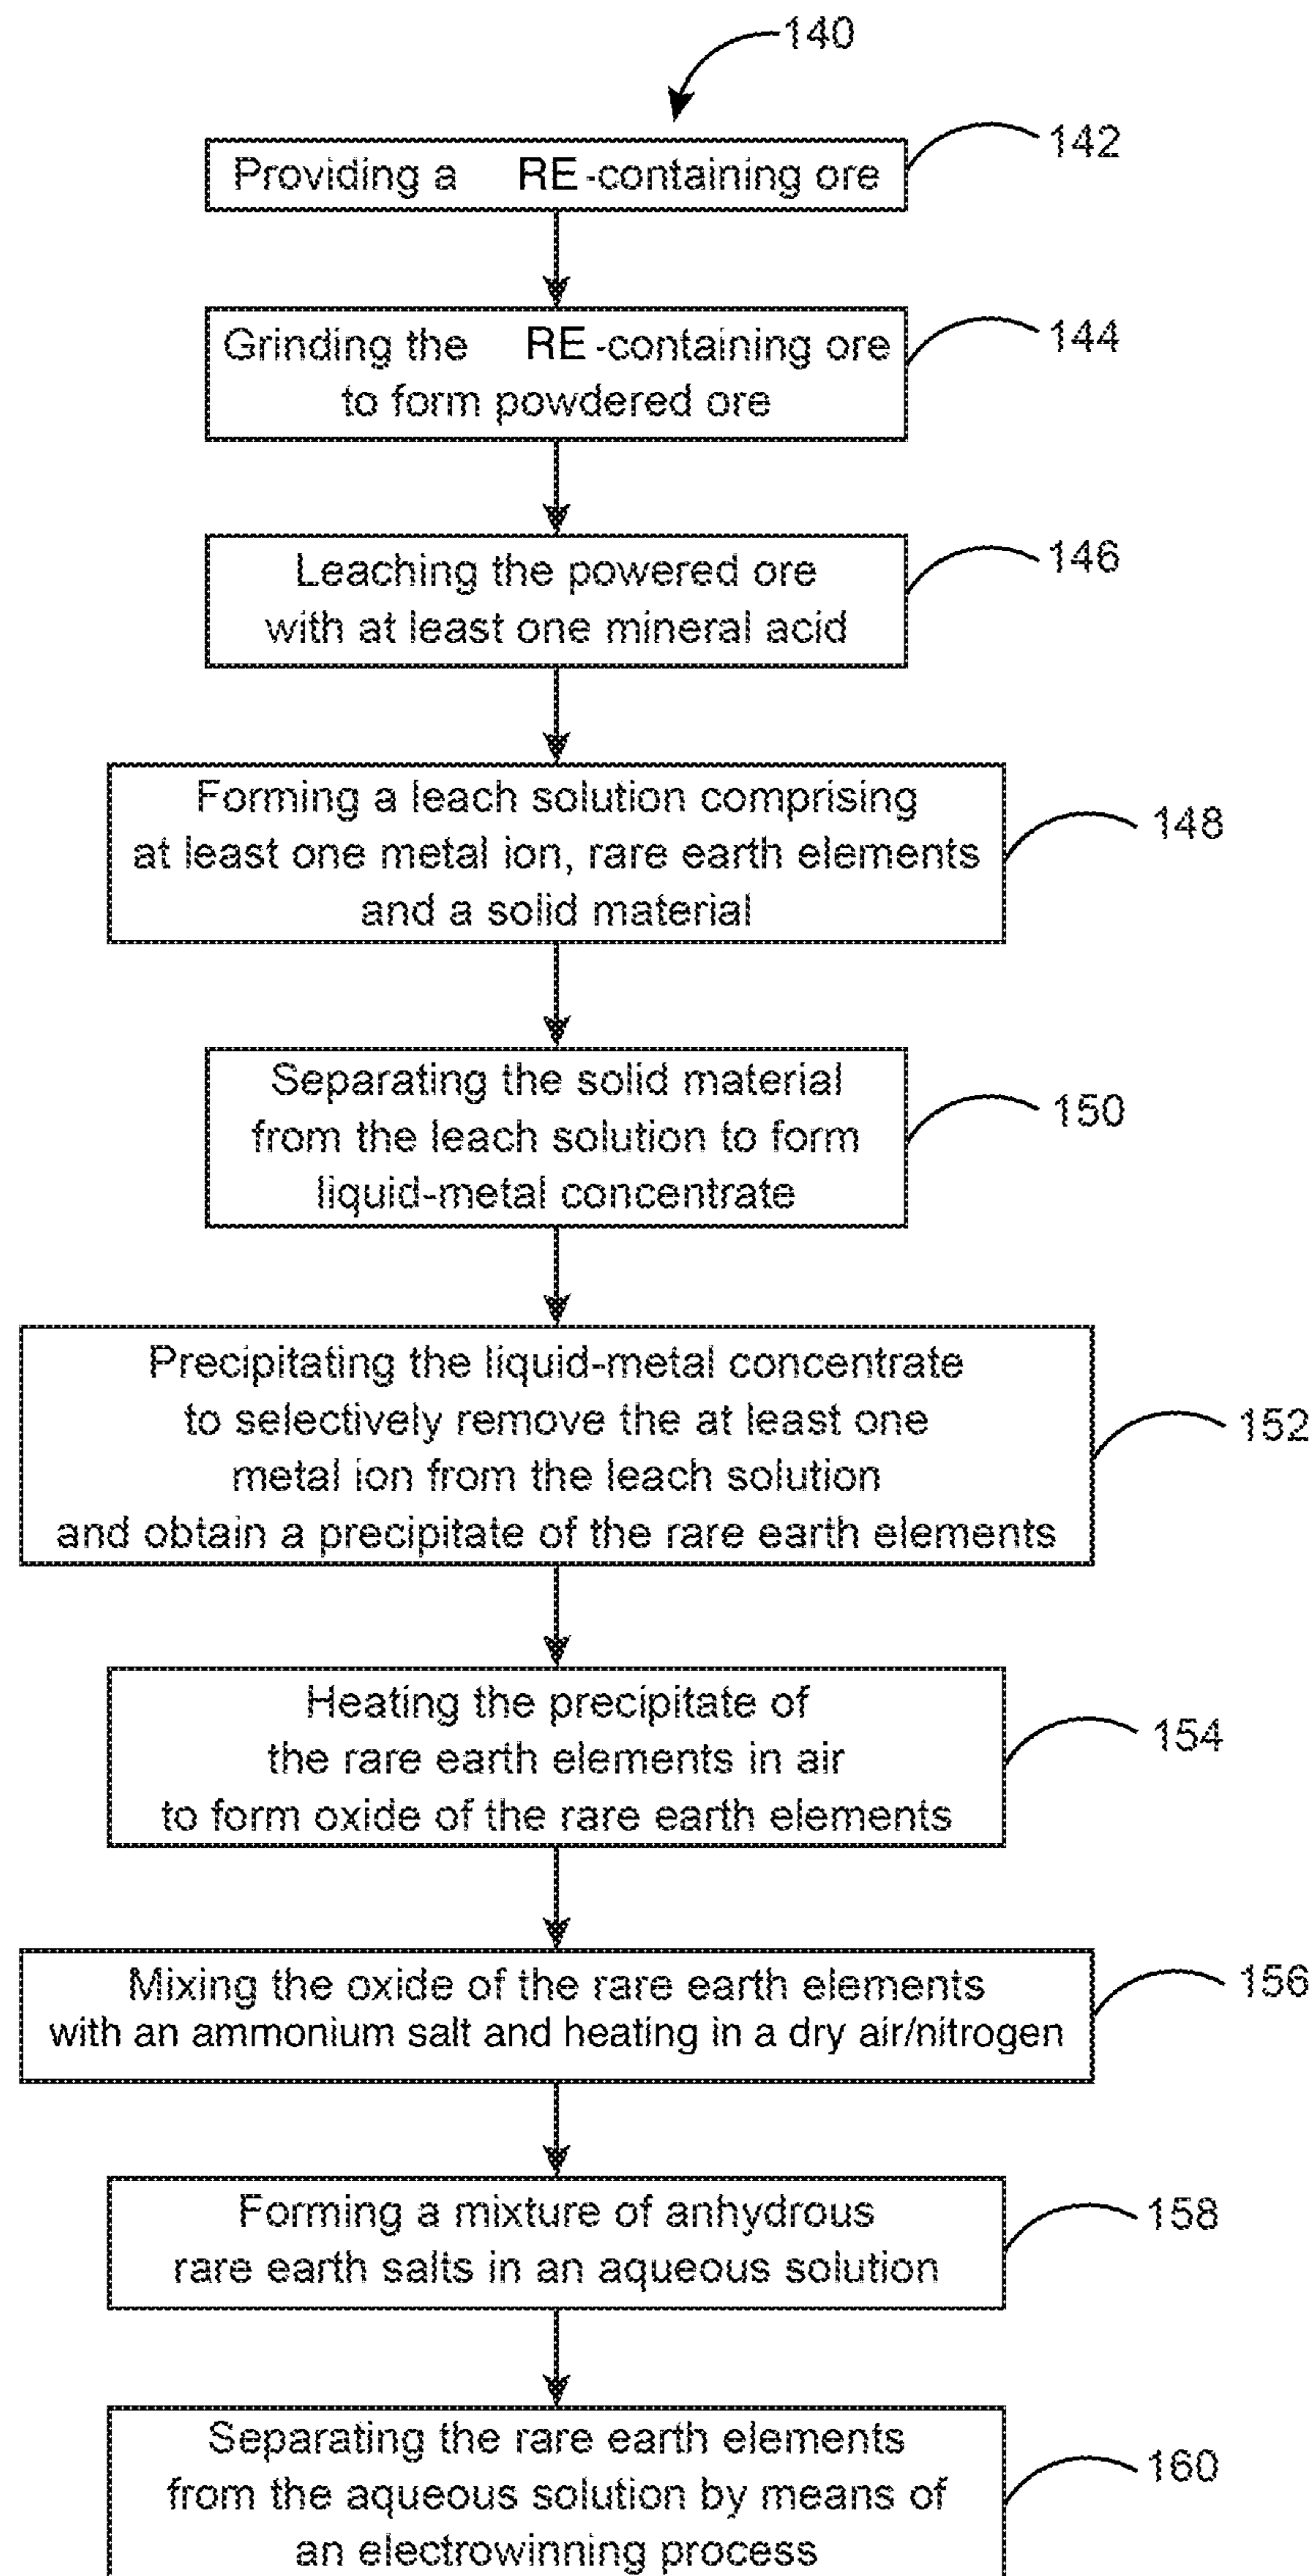 140
Providing a RE-containing ore
142
Grinding the RE-containing ore
to form powdered ore
144
Leaching the powered ore
with at least one mineral acid
146
Forming a leach solution comprising
at least one metal ion, rare earth elements
and a solid material
148
Separating the solid material
from the leach solution to form
liquid-metal concentrate
150
Precipitating the liquid-metal concentrate
to selectively remove the at least one
metal ion from the leach solution
and obtain a precipitate of the rare earth elements
152
Heating the precipitate of
the rare earth elements in air
to form oxide of the rare earth elements
154
Mixing the oxide of the rare earth elements
with an ammonium salt and heating in a dry air/nitrogen
156
Forming a mixture of anhydrous
rare earth salts in an aqueous solution
158
Separating the rare earth elements
from the aqueous solution by means of
an electrowinning process
160